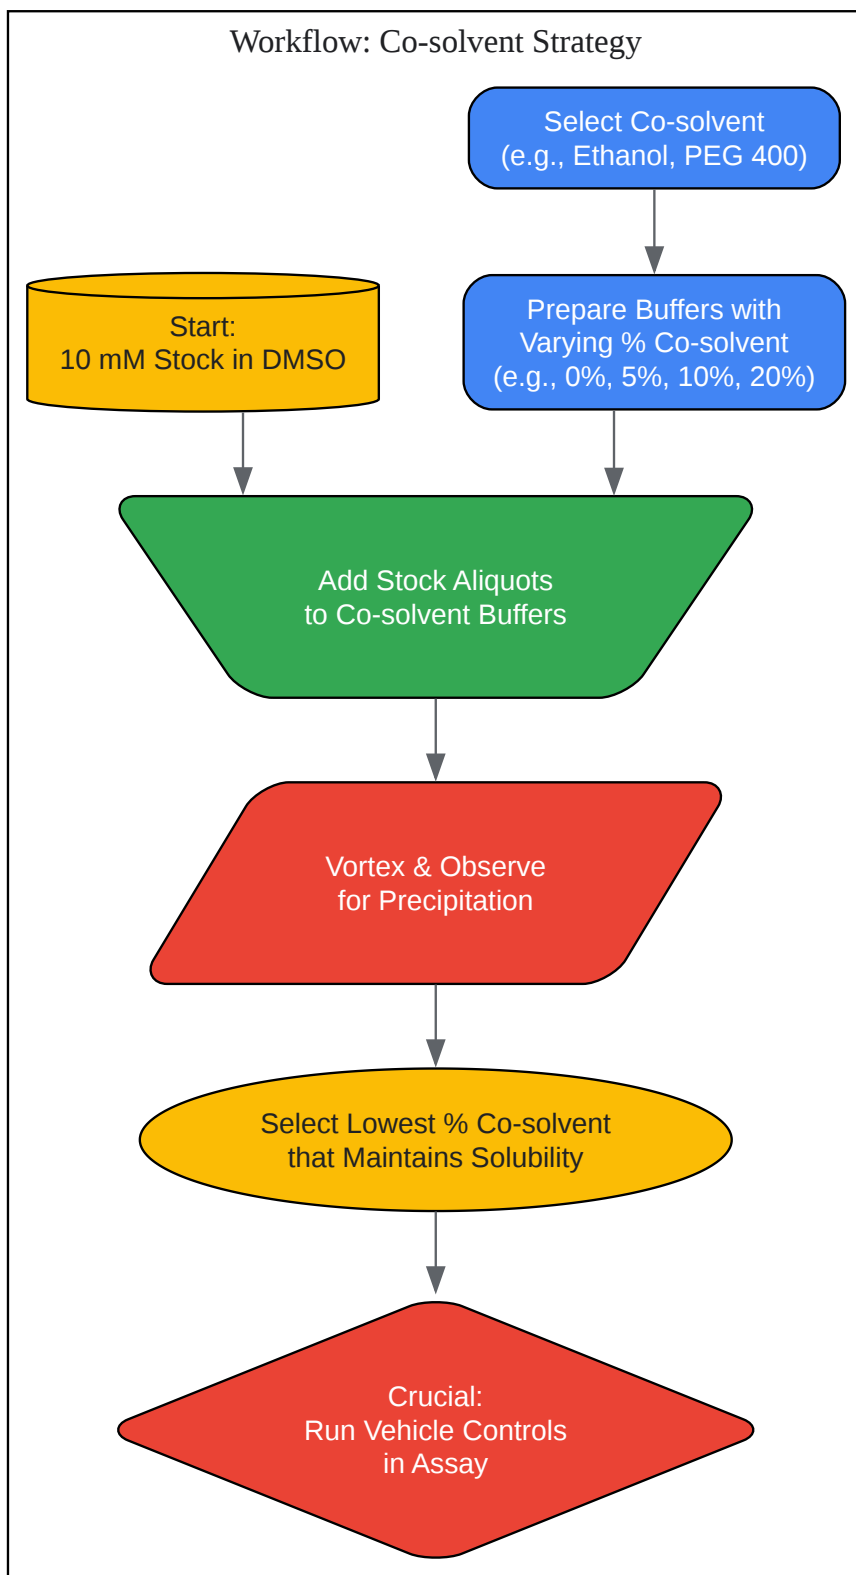 Workflow: Co-solvent Strategy
Select Co-solvent
(e.g., Ethanol, PEG 400)
Start:
10 mM Stock in DMSO
Prepare Buffers with
Varying % Co-solvent
(e.g., 0%, 5%, 10%, 20%)
Add Stock Aliquots
to Co-solvent Buffers
Vortex & Observe
for Precipitation
Select Lowest % Co-solvent
that Maintains Solubility
Crucial:
Run Vehicle Controls
in Assay